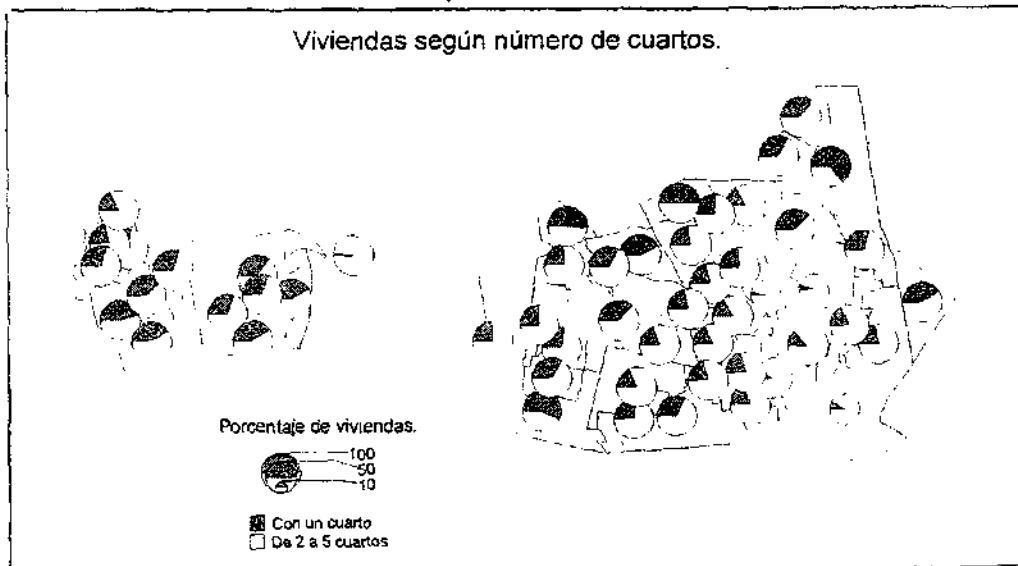 Viviendas según número de cuartos.
Porcentaje de viviendas.
100
50
10
Con un cuarto
De 2 a 5 cuartos